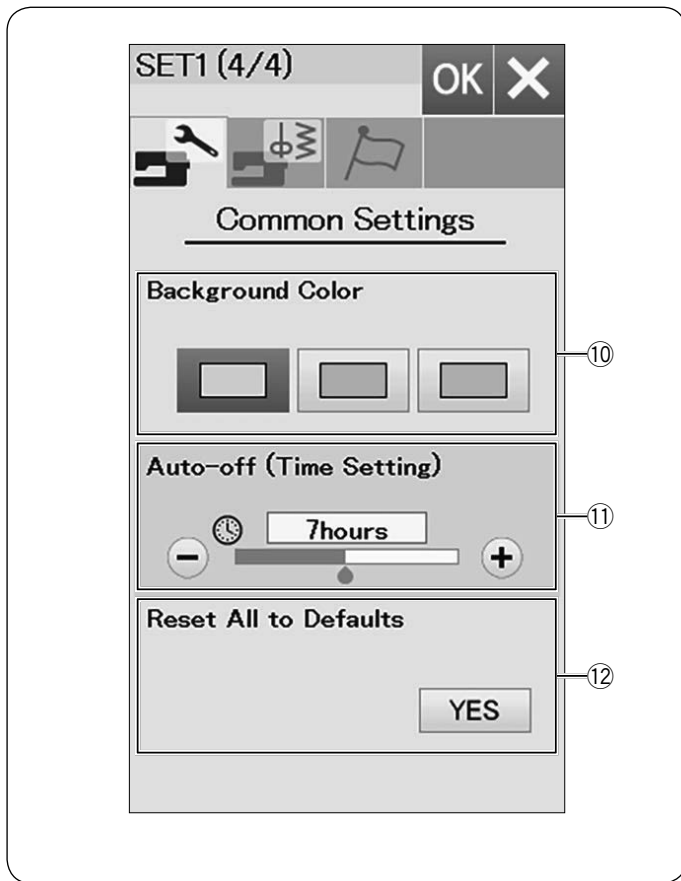 SET1 (4/4)
OK
Common Settings
Background Color
⑩
Auto-off (Time Setting)
7hours
⑪
Reset All to Defaults
YES
⑫